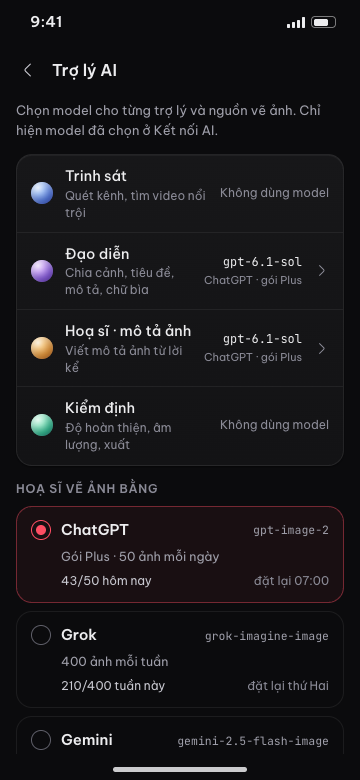 9:41
Trợ lý AI
Chọn model cho từng trợ lý và nguồn vẽ ảnh. Chỉ
hiện model đã chọn ở Kết nối AI.
Trinh sát
Quét kênh, tìm video nổi
trội
Không dùng model
Đạo diễn
Chia cảnh, tiêu đề,
mô tả, chữ bìa
gpt-6.1-sol
ChatGPT · gói Plus
Hoạ sĩ · mô tả ảnh
Viết mô tả ảnh từ lời
kể
gpt-6.1-sol
ChatGPT · gói Plus
Kiểm định
Độ hoàn thiện, âm
lượng, xuất
Không dùng model
HOẠ SĨ VẼ ẢNH BẰNG
ChatGPT gpt-image-2
Gói Plus · 50 ảnh mỗi ngày
43/50 hôm nay đặt lại 07:00
Grok grok-imagine-image
400 ảnh mỗi tuần
210/400 tuần này đặt lại thứ Hai
Gemini gemini-2.5-flash-image